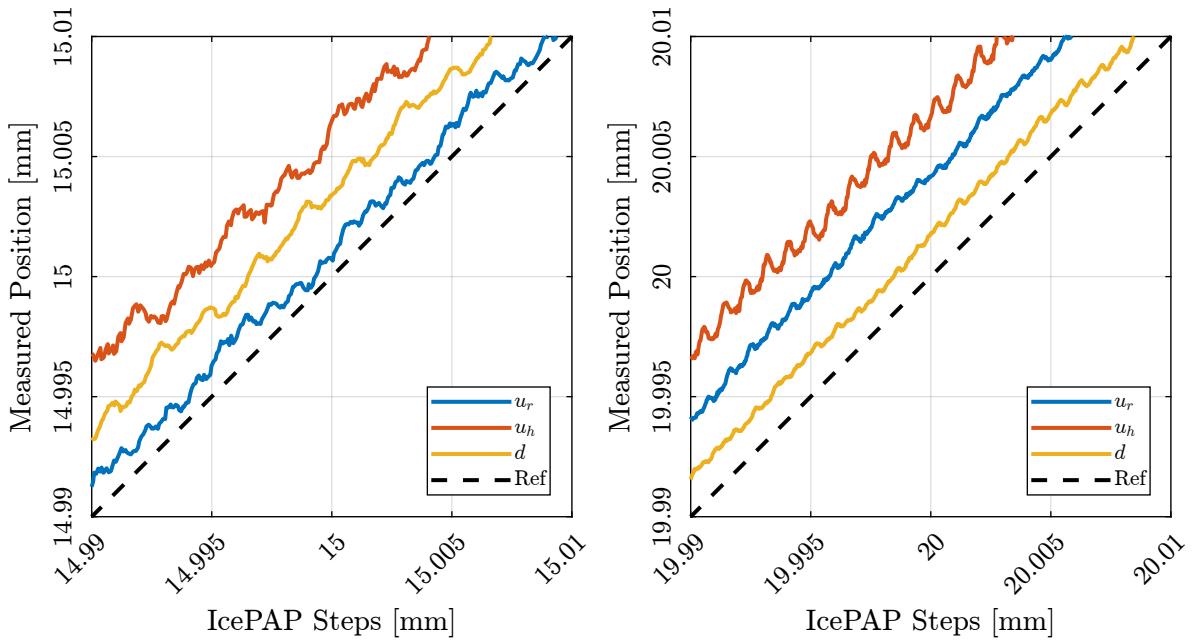 Measured Position [mm]
15.01
15.005
15
14.995
14.99
14.99
14.995
15
15.005
15.01
IcePAP Steps [mm]
u_r
u_h
d
Ref
Measured Position [mm]
20.01
20.005
20
19.995
19.99
19.99
19.995
20
20.005
20.01
IcePAP Steps [mm]
u_r
u_h
d
Ref